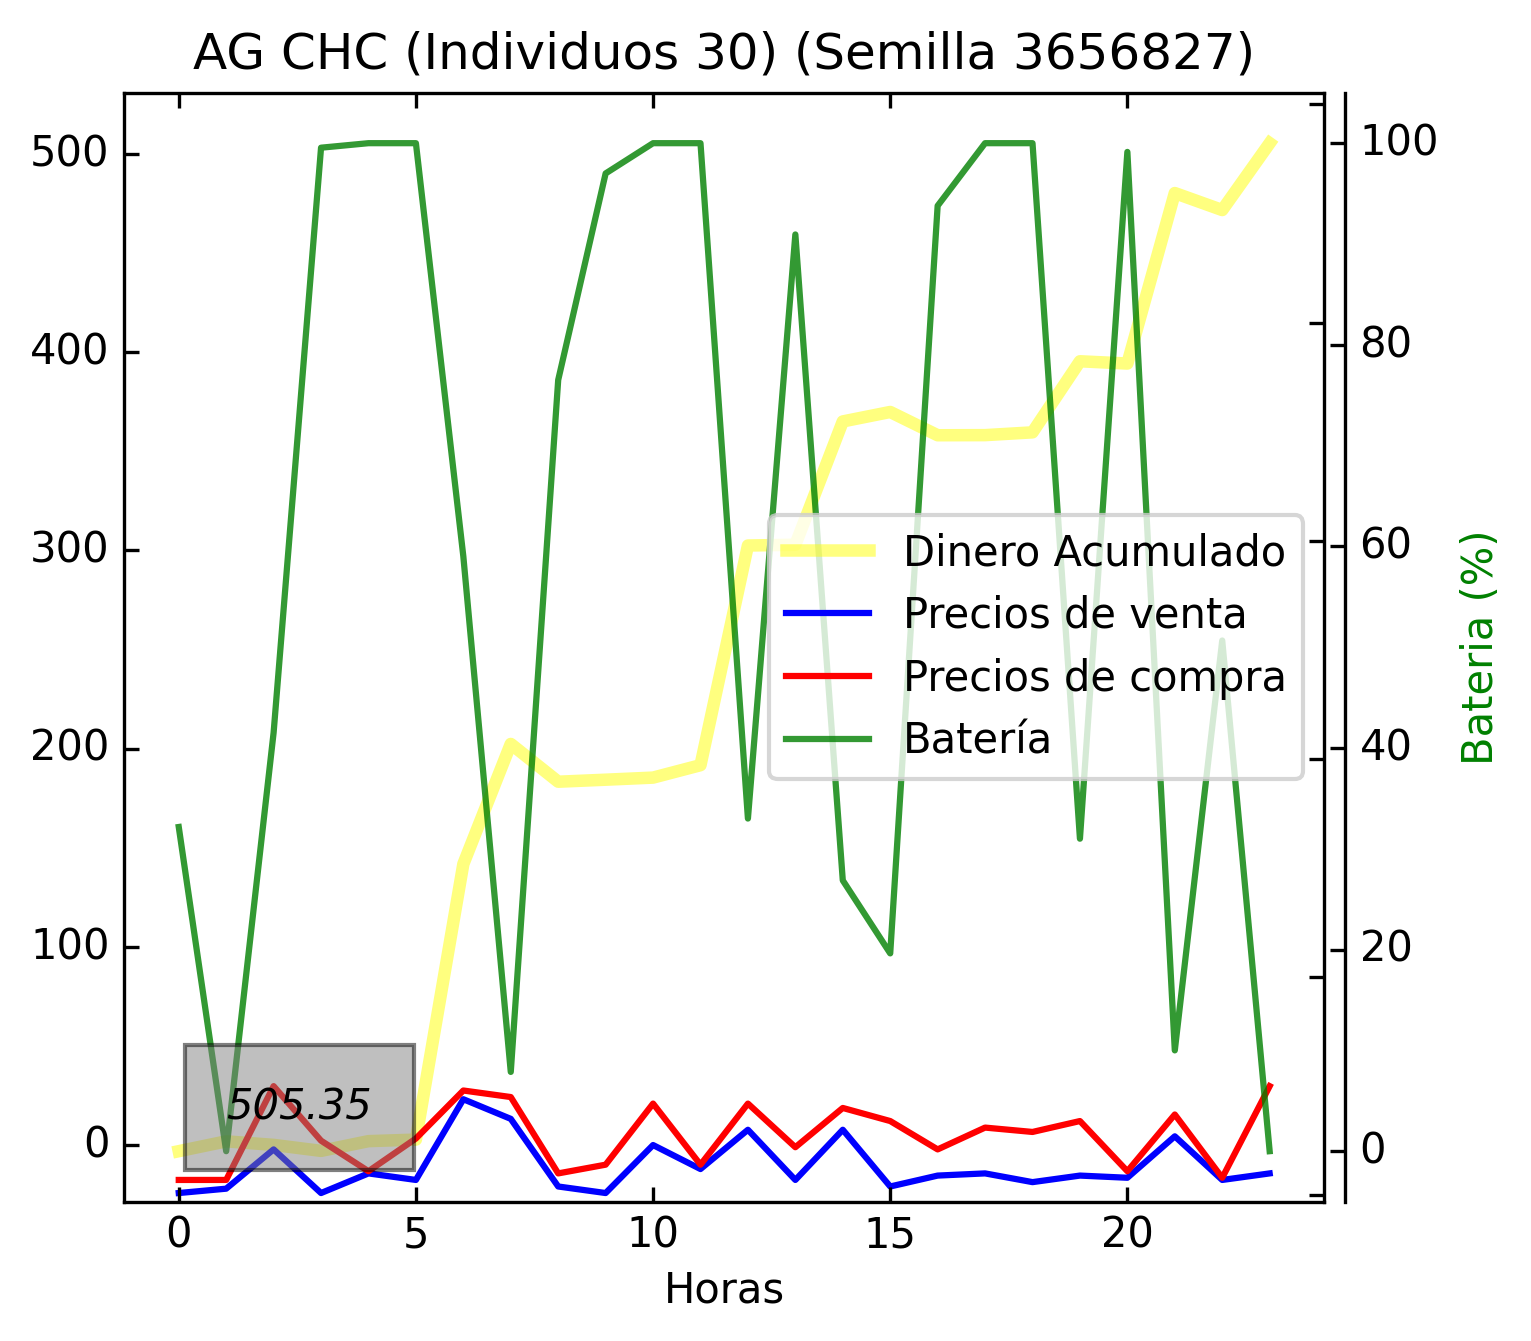 AG CHC (Individuos 30) (Semilla 3656827)
500
400
300
200
100
0
100
80
60
40
20
0
Bateria (%)
Dinero Acumulado
Precios de venta
Precios de compra
Batería
505.35
0 5 10 15 20
Horas